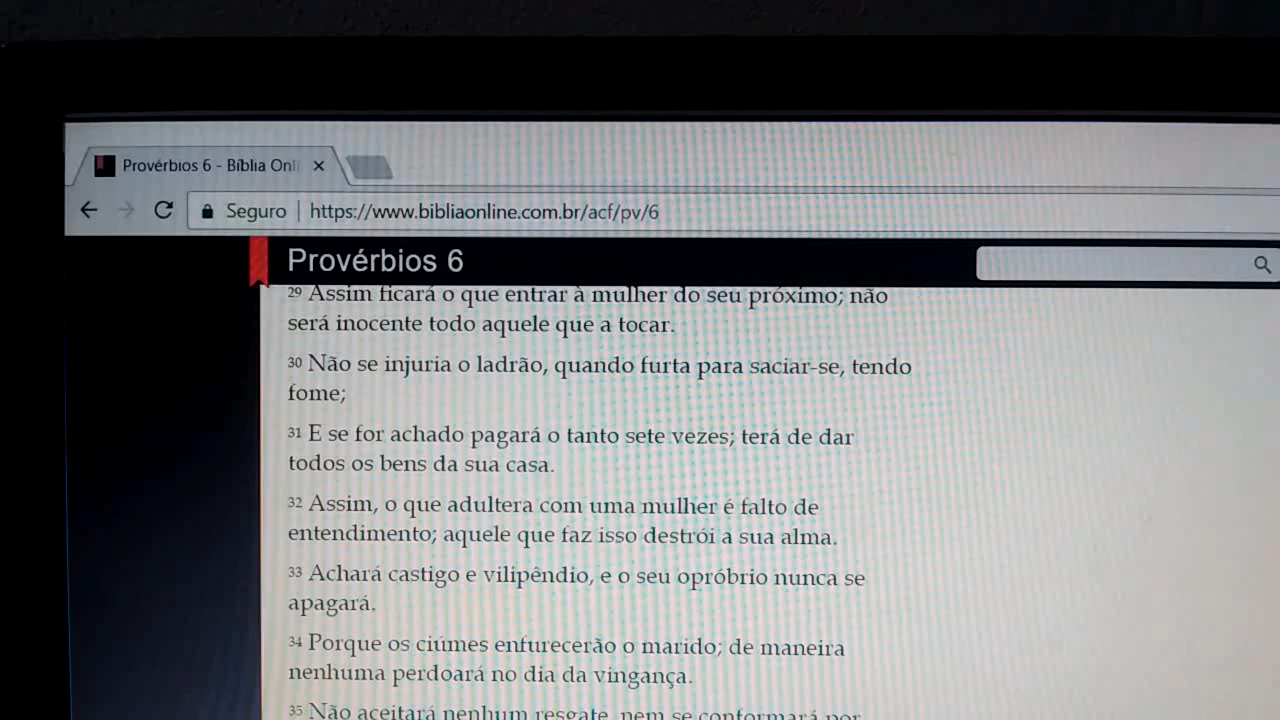 Provérbios 6 - Bíblia Onli
Seguro | https://www.bibliaonline.com.br/acf/pv/6
Provérbios 6
29 Assim ficará o que entrar à mulher do seu próximo; não
será inocente todo aquele que a tocar.
30 Não se injuria o ladrão, quando furta para saciar-se, tendo
fome;
31 E se for achado pagará o tanto sete vezes; terá de dar
todos os bens da sua casa.
32 Assim, o que adultera com uma mulher é falto de
entendimento; aquele que faz isso destrói a sua alma.
33 Achará castigo e vilipêndio, e o seu opróbrio nunca se
apagará.
34 Porque os ciúmes enfurecerão o marido; de maneira
nenhuma perdoará no dia da vingança.
35 Não aceitará nenhum resgate, nem se conformará por